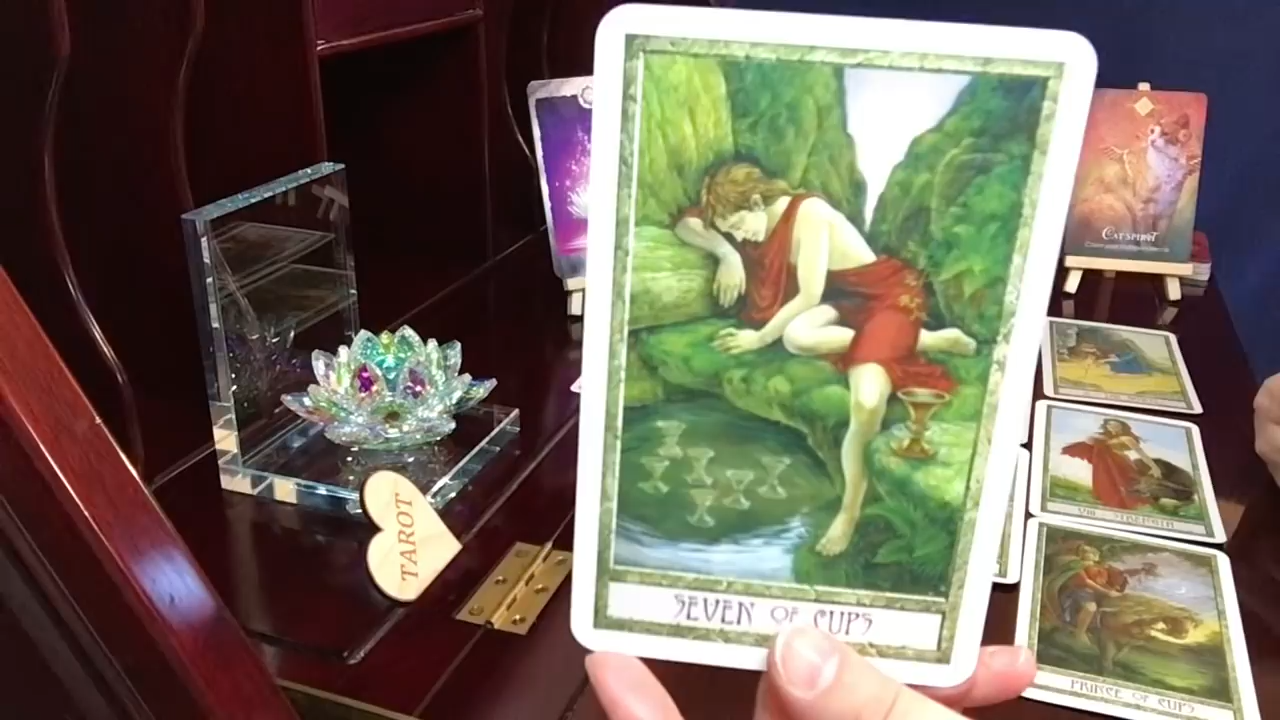 SEVEN OF CUPS
TAROT
CAT SPIRIT
VIII STRENGTH
PRINCE OF CUPS